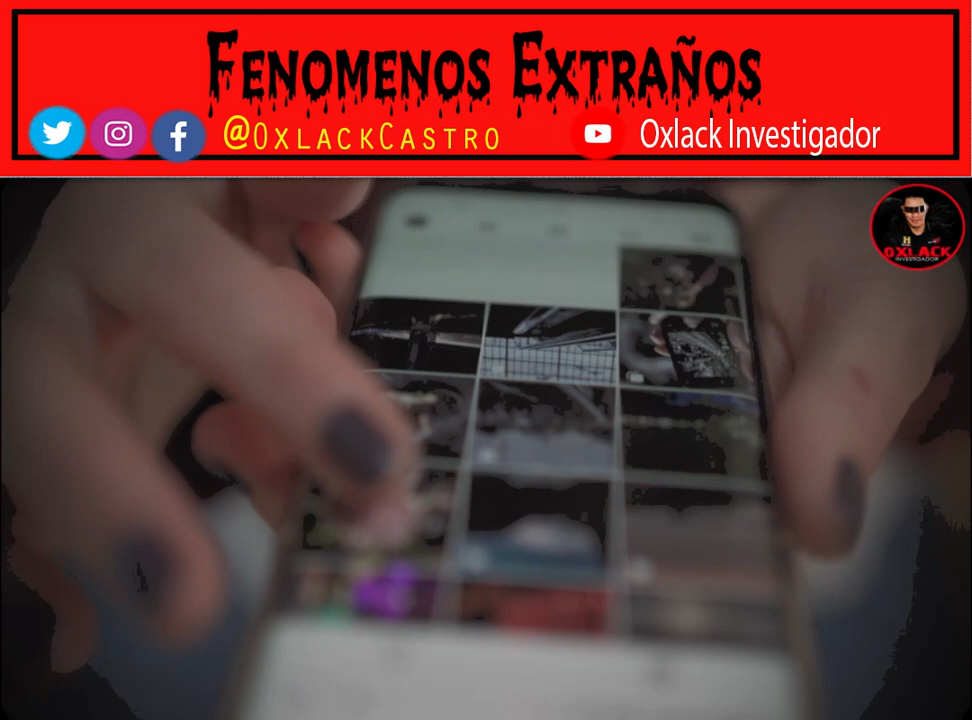 FENOMENOS EXTRAÑOS
@OXLACKCASTRO
Oxlack Investigador
OXLACK
INVESTIGADOR